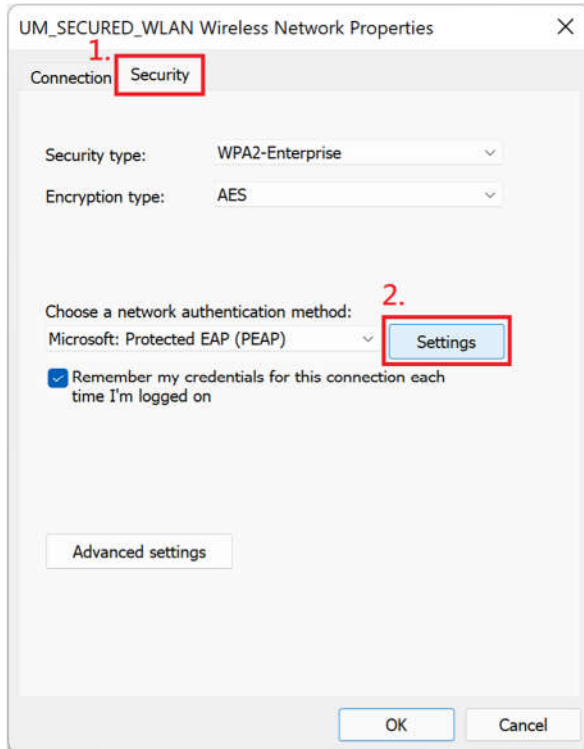 UM_SECURED_WLAN Wireless Network Properties
1.
Connection Security
Security type: WPA2-Enterprise
Encryption type: AES
Choose a network authentication method:
2.
Microsoft: Protected EAP (PEAP) Settings
Remember my credentials for this connection each
time I'm logged on
Advanced settings
OK Cancel